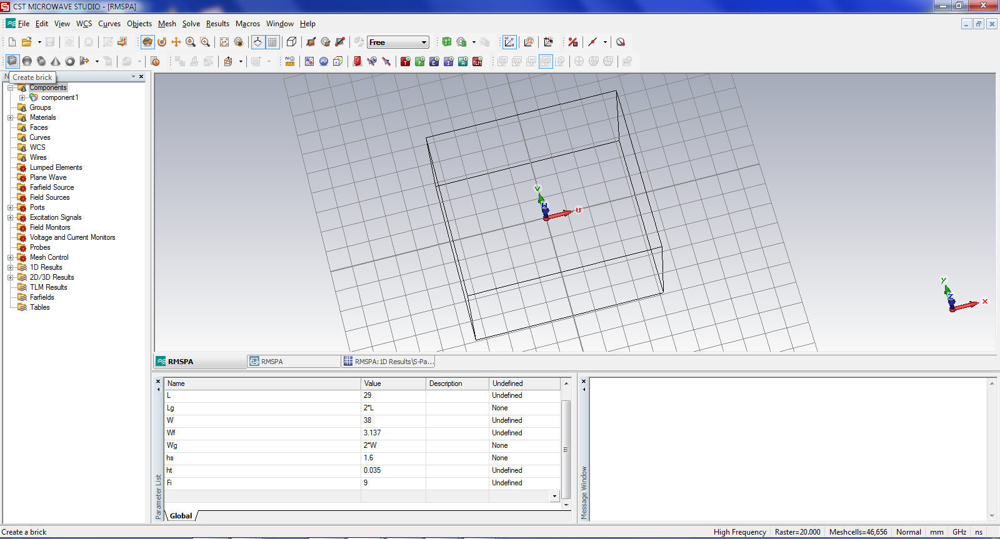 CST MICROWAVE STUDIO - [RMSPA]
File Edit View WCS Curves Objects Mesh Solve Results Macros Window Help
Free
T F E I A TLM
Create brick
Components
component1
Groups
Materials
Faces
Curves
WCS
Wires
Lumped Elements
Plane Wave
Farfield Source
Field Sources
Ports
Excitation Signals
Field Monitors
Voltage and Current Monitors
Probes
Mesh Control
1D Results
2D/3D Results
TLM Results
Farfields
Tables
v
w
u
y
z
x
RMSPA RMSPA RMSPA: 1D Results\S-Pa...
Name Value Description Undefined
L 29 Undefined
Lg 2*L None
W 38 Undefined
Wf 3.137 Undefined
Wg 2*W None
hs 1.6 None
ht 0.035 Undefined
Fi 9 Undefined
Global
Parameter List
Message Window
Create a brick High Frequency Raster=20.000 Meshcells=46,656 Normal mm GHz ns